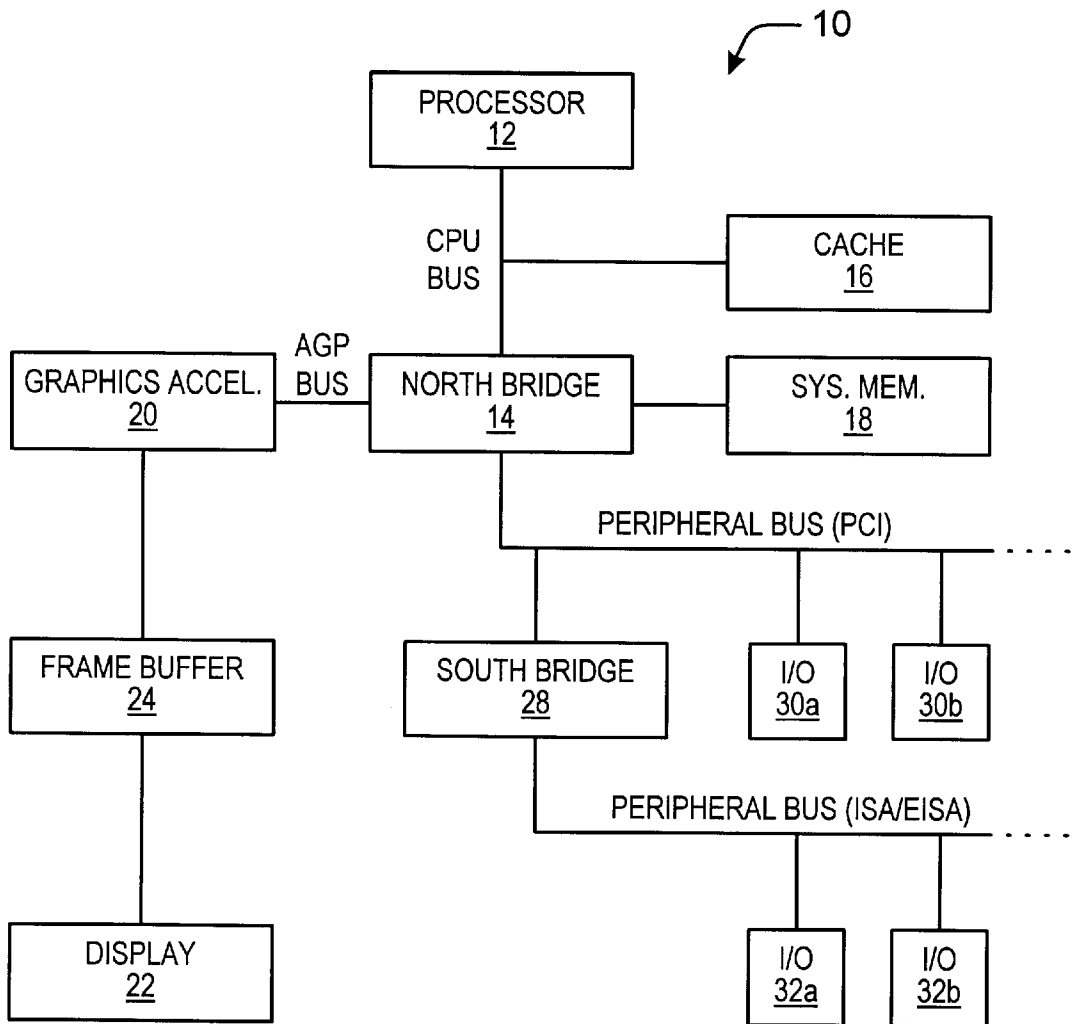 10
PROCESSOR
12
CPU
BUS
CACHE
16
AGP
BUS
GRAPHICS ACCEL.
20
NORTH BRIDGE
14
SYS. MEM.
18
PERIPHERAL BUS (PCI)
FRAME BUFFER
24
SOUTH BRIDGE
28
I/O
30a
I/O
30b
PERIPHERAL BUS (ISA/EISA)
DISPLAY
22
I/O
32a
I/O
32b